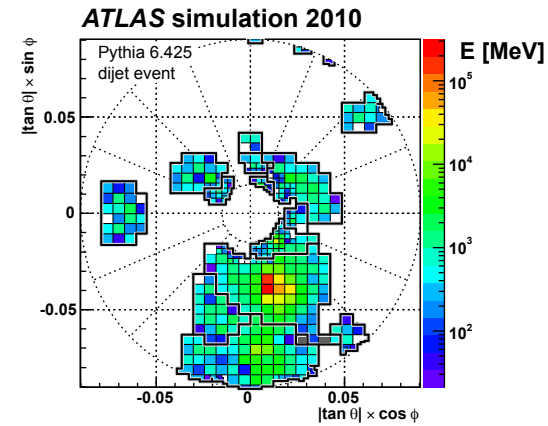 ATLAS simulation 2010
Pythia 6.425
dijet event
E [MeV]
|tan θ| × sin ϕ
0.05
0
-0.05
-0.05
0
0.05
|tan θ| × cos ϕ
10⁵
10⁴
10³
10²